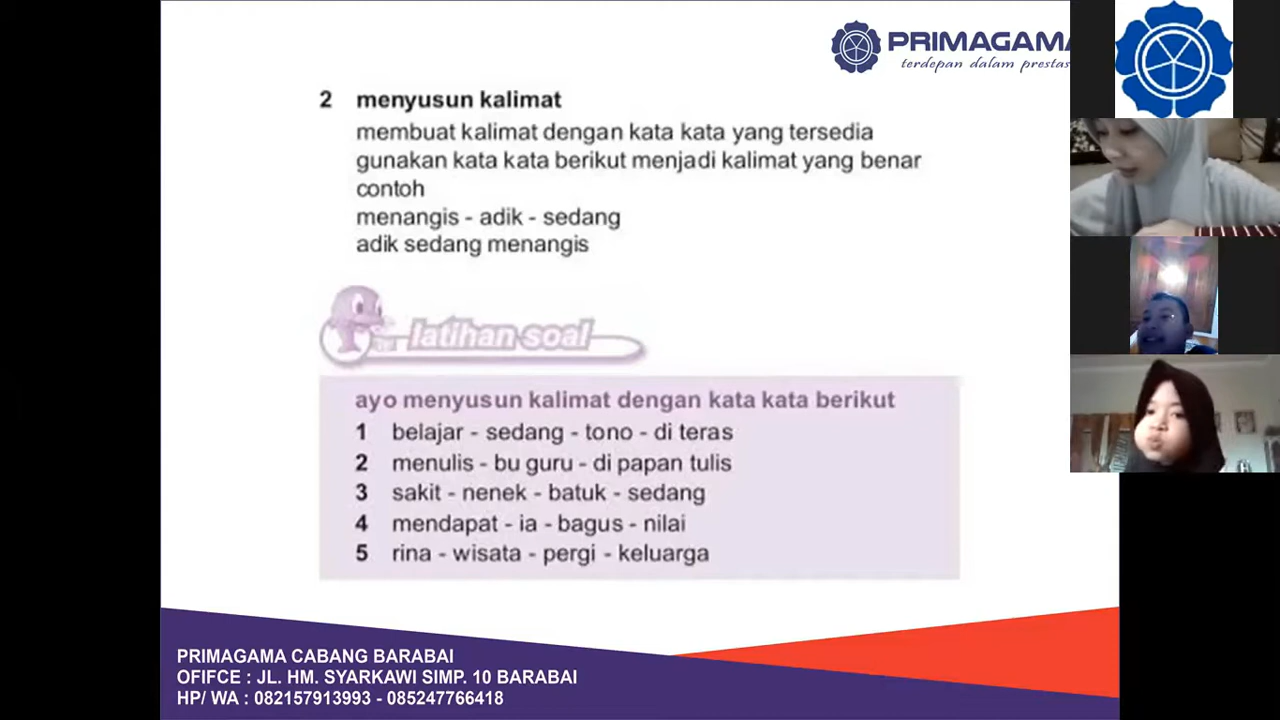 PRIMAGAMA
terdepan dalam prestas
2 menyusun kalimat
membuat kalimat dengan kata kata yang tersedia
gunakan kata kata berikut menjadi kalimat yang benar
contoh
menangis - adik - sedang
adik sedang menangis
latihan soal
ayo menyusun kalimat dengan kata kata berikut
1 belajar - sedang - tono - di teras
2 menulis - bu guru - di papan tulis
3 sakit - nenek - batuk - sedang
4 mendapat - ia - bagus - nilai
5 rina - wisata - pergi - keluarga
PRIMAGAMA CABANG BARABAI
OFIFCE : JL. HM. SYARKAWI SIMP. 10 BARABAI
HP/ WA : 082157913993 - 085247766418